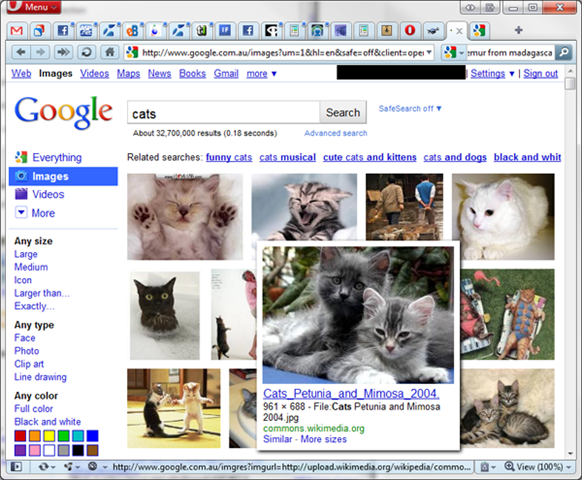 Menu
http://www.google.com.au/images?um=1&hl=en&safe=off&client=oper
emur from madagasca
Web Images Videos Maps News Books Gmail more ▼
| Settings ▼ | Sign out
Google
cats
Search
SafeSearch off ▼
About 32,700,000 results (0.18 seconds)
Advanced search
Everything
Images
Videos
More
Related searches: funny cats cats musical cute cats and kittens cats and dogs black and whit
Any size
Large
Medium
Icon
Larger than...
Exactly...
Any type
Face
Photo
Clip art
Line drawing
Any color
Full color
Black and white
Cats_Petunia_and_Mimosa_2004
961 × 688 - File:Cats Petunia and Mimosa
2004.jpg
commons.wikimedia.org
Similar - More sizes
http://www.google.com.au/imgres?imgurl=http://upload.wikimedia.org/wikipedia/commo...
View (100%)